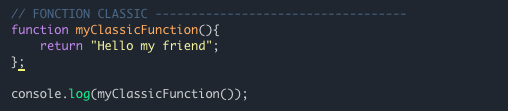 // FONCTION CLASSIC -----------------------------------
function myClassicFunction(){
    return "Hello my friend";
};
console.log(myClassicFunction());